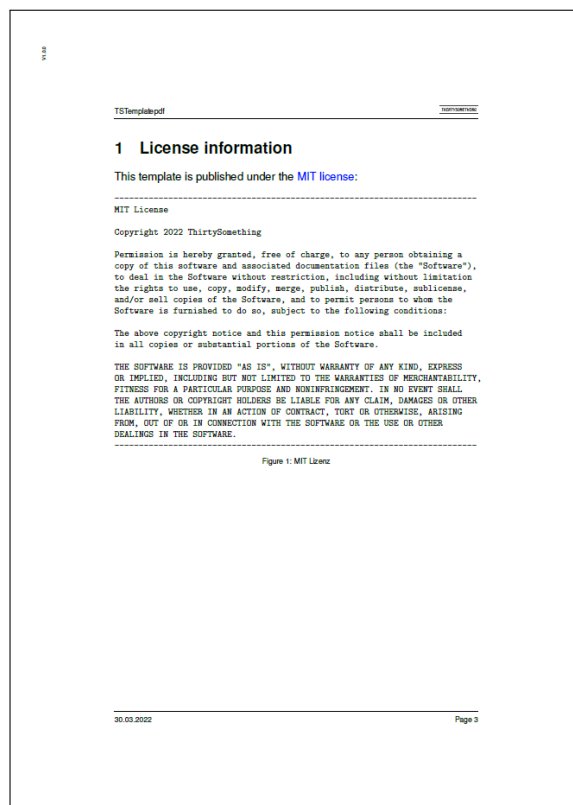 V1.0.0
TSTemplatepdf THIRTYSOMETHING
1 License information
This template is published under the MIT license:
MIT License
Copyright 2022 ThirtySomething
Permission is hereby granted, free of charge, to any person obtaining a
copy of this software and associated documentation files (the "Software"),
to deal in the Software without restriction, including without limitation
the rights to use, copy, modify, merge, publish, distribute, sublicense,
and/or sell copies of the Software, and to permit persons to whom the
Software is furnished to do so, subject to the following conditions:
The above copyright notice and this permission notice shall be included
in all copies or substantial portions of the Software.
THE SOFTWARE IS PROVIDED "AS IS", WITHOUT WARRANTY OF ANY KIND, EXPRESS
OR IMPLIED, INCLUDING BUT NOT LIMITED TO THE WARRANTIES OF MERCHANTABILITY,
FITNESS FOR A PARTICULAR PURPOSE AND NONINFRINGEMENT. IN NO EVENT SHALL
THE AUTHORS OR COPYRIGHT HOLDERS BE LIABLE FOR ANY CLAIM, DAMAGES OR OTHER
LIABILITY, WHETHER IN AN ACTION OF CONTRACT, TORT OR OTHERWISE, ARISING
FROM, OUT OF OR IN CONNECTION WITH THE SOFTWARE OR THE USE OR OTHER
DEALINGS IN THE SOFTWARE.
Figure 1: MIT Lizenz
30.03.2022 Page 3